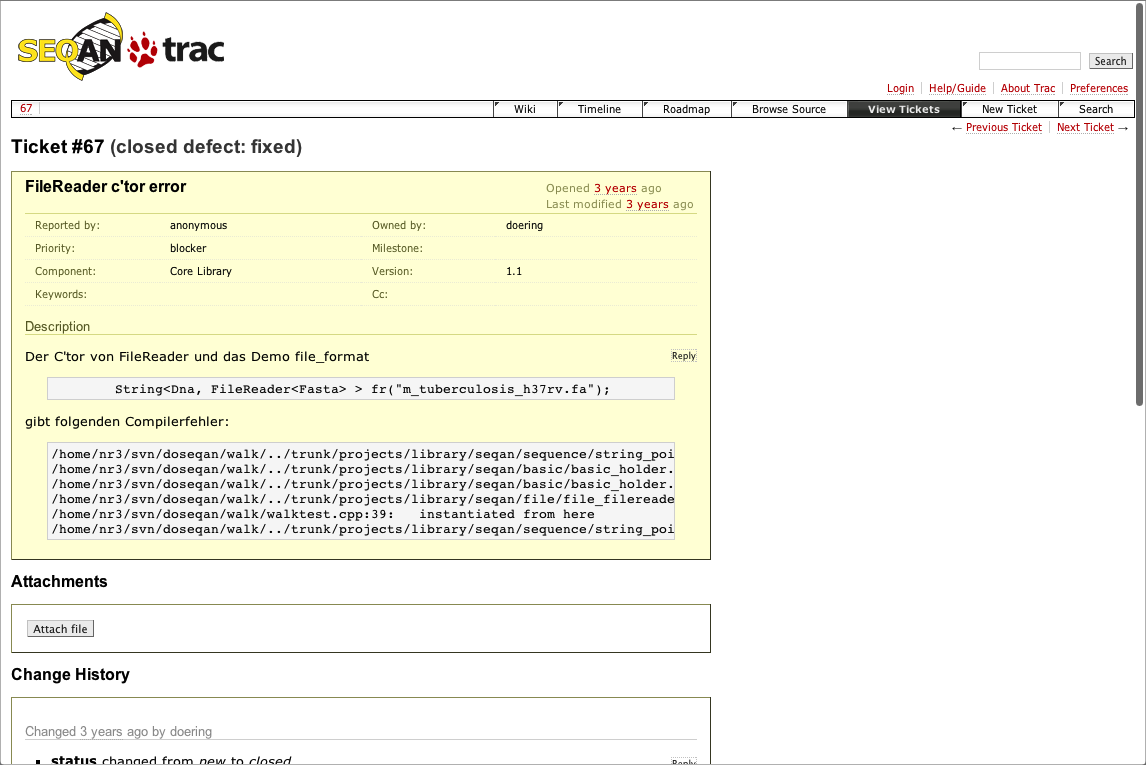 SEQAN trac
Search
Login Help/Guide About Trac Preferences
67 Wiki Timeline Roadmap Browse Source View Tickets New Ticket Search
← Previous Ticket Next Ticket →
Ticket #67 (closed defect: fixed)
FileReader c'tor error
Opened 3 years ago
Last modified 3 years ago
Reported by: anonymous Owned by: doering
Priority: blocker Milestone:
Component: Core Library Version: 1.1
Keywords: Cc:
Description
Der C'tor von FileReader und das Demo file_format Reply
String<Dna, FileReader<Fasta> > fr("m_tuberculosis_h37rv.fa");
gibt folgenden Compilerfehler:
/home/nr3/svn/doseqan/walk/../trunk/projects/library/seqan/sequence/string_poi
/home/nr3/svn/doseqan/walk/../trunk/projects/library/seqan/basic/basic_holder.
/home/nr3/svn/doseqan/walk/../trunk/projects/library/seqan/basic/basic_holder.
/home/nr3/svn/doseqan/walk/../trunk/projects/library/seqan/file/file_filereade
/home/nr3/svn/doseqan/walk/walktest.cpp:39: instantiated from here
/home/nr3/svn/doseqan/walk/../trunk/projects/library/seqan/sequence/string_poi
Attachments
Attach file
Change History
Changed 3 years ago by doering
status changed from new to closed Reply